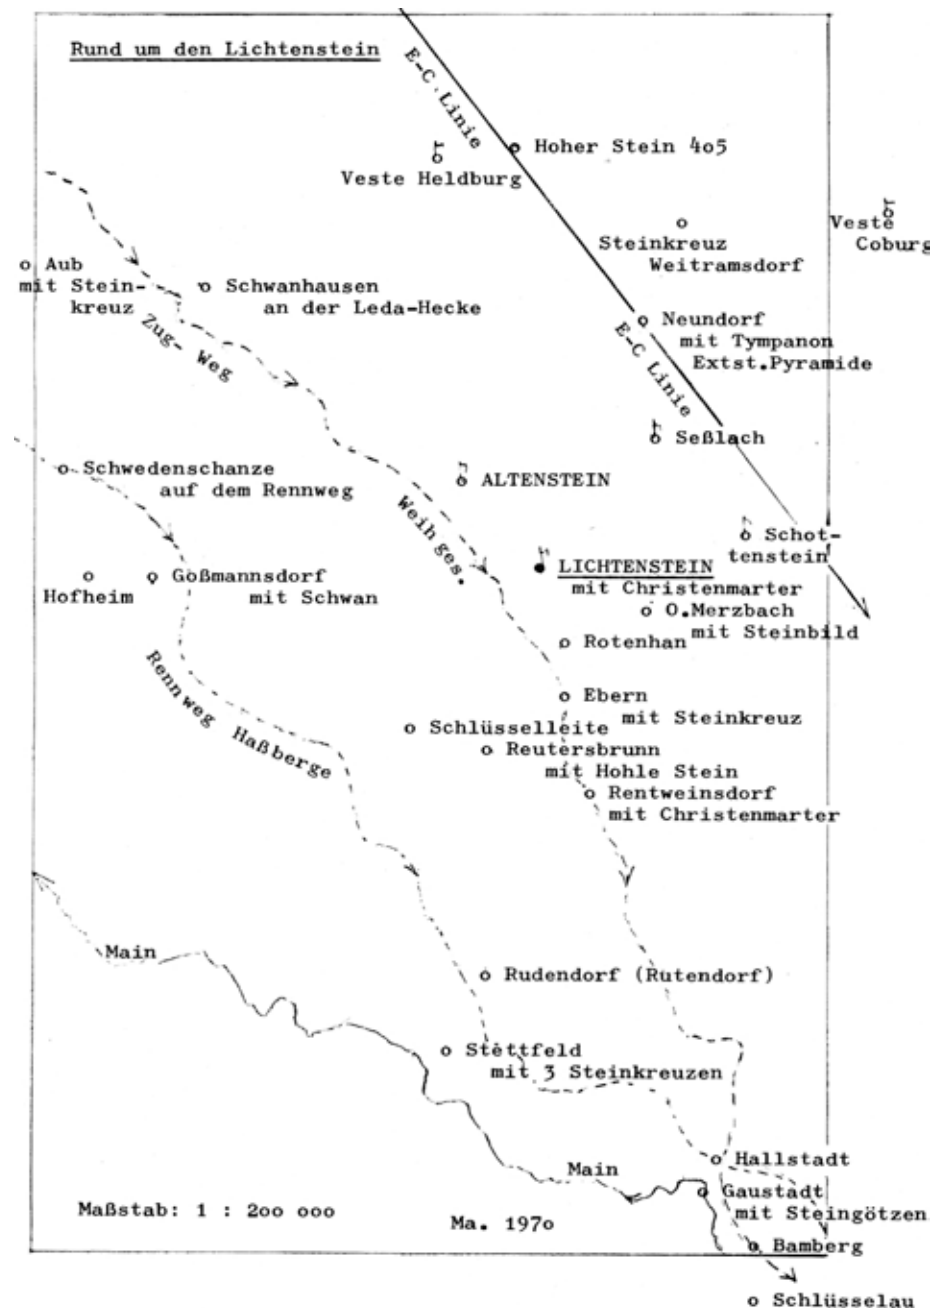 Rund um den Lichtenstein
E-C Linie
Hoher Stein 4o5
Veste Heldburg
Veste
Coburg
Steinkreuz
Weitramsdorf
Aub
mit Stein-
kreuz
Schwanhausen
an der Leda-Hecke
Zug- Weg
Neundorf
mit Tympanon
Extst.Pyramide
E-C Linie
Seßlach
Schwedenschanze
auf dem Rennweg
ALTENSTEIN
Weihges.
Schot-
tenstein
LICHTENSTEIN
mit Christenmarter
Hofheim
Goßmannsdorf
mit Schwan
O.Merzbach
mit Steinbild
Rotenhan
Rennweg Haßberge
Ebern
mit Steinkreuz
Schlüsselleite
Reutersbrunn
mit Hohle Stein
Rentweinsdorf
mit Christenmarter
Main
Rudendorf (Rutendorf)
Stettfeld
mit 3 Steinkreuzen
Hallstadt
Main
Gaustadt
mit Steingötzen
Maßstab: 1 : 2oo ooo
Ma. 197o
Bamberg
Schlüsselau